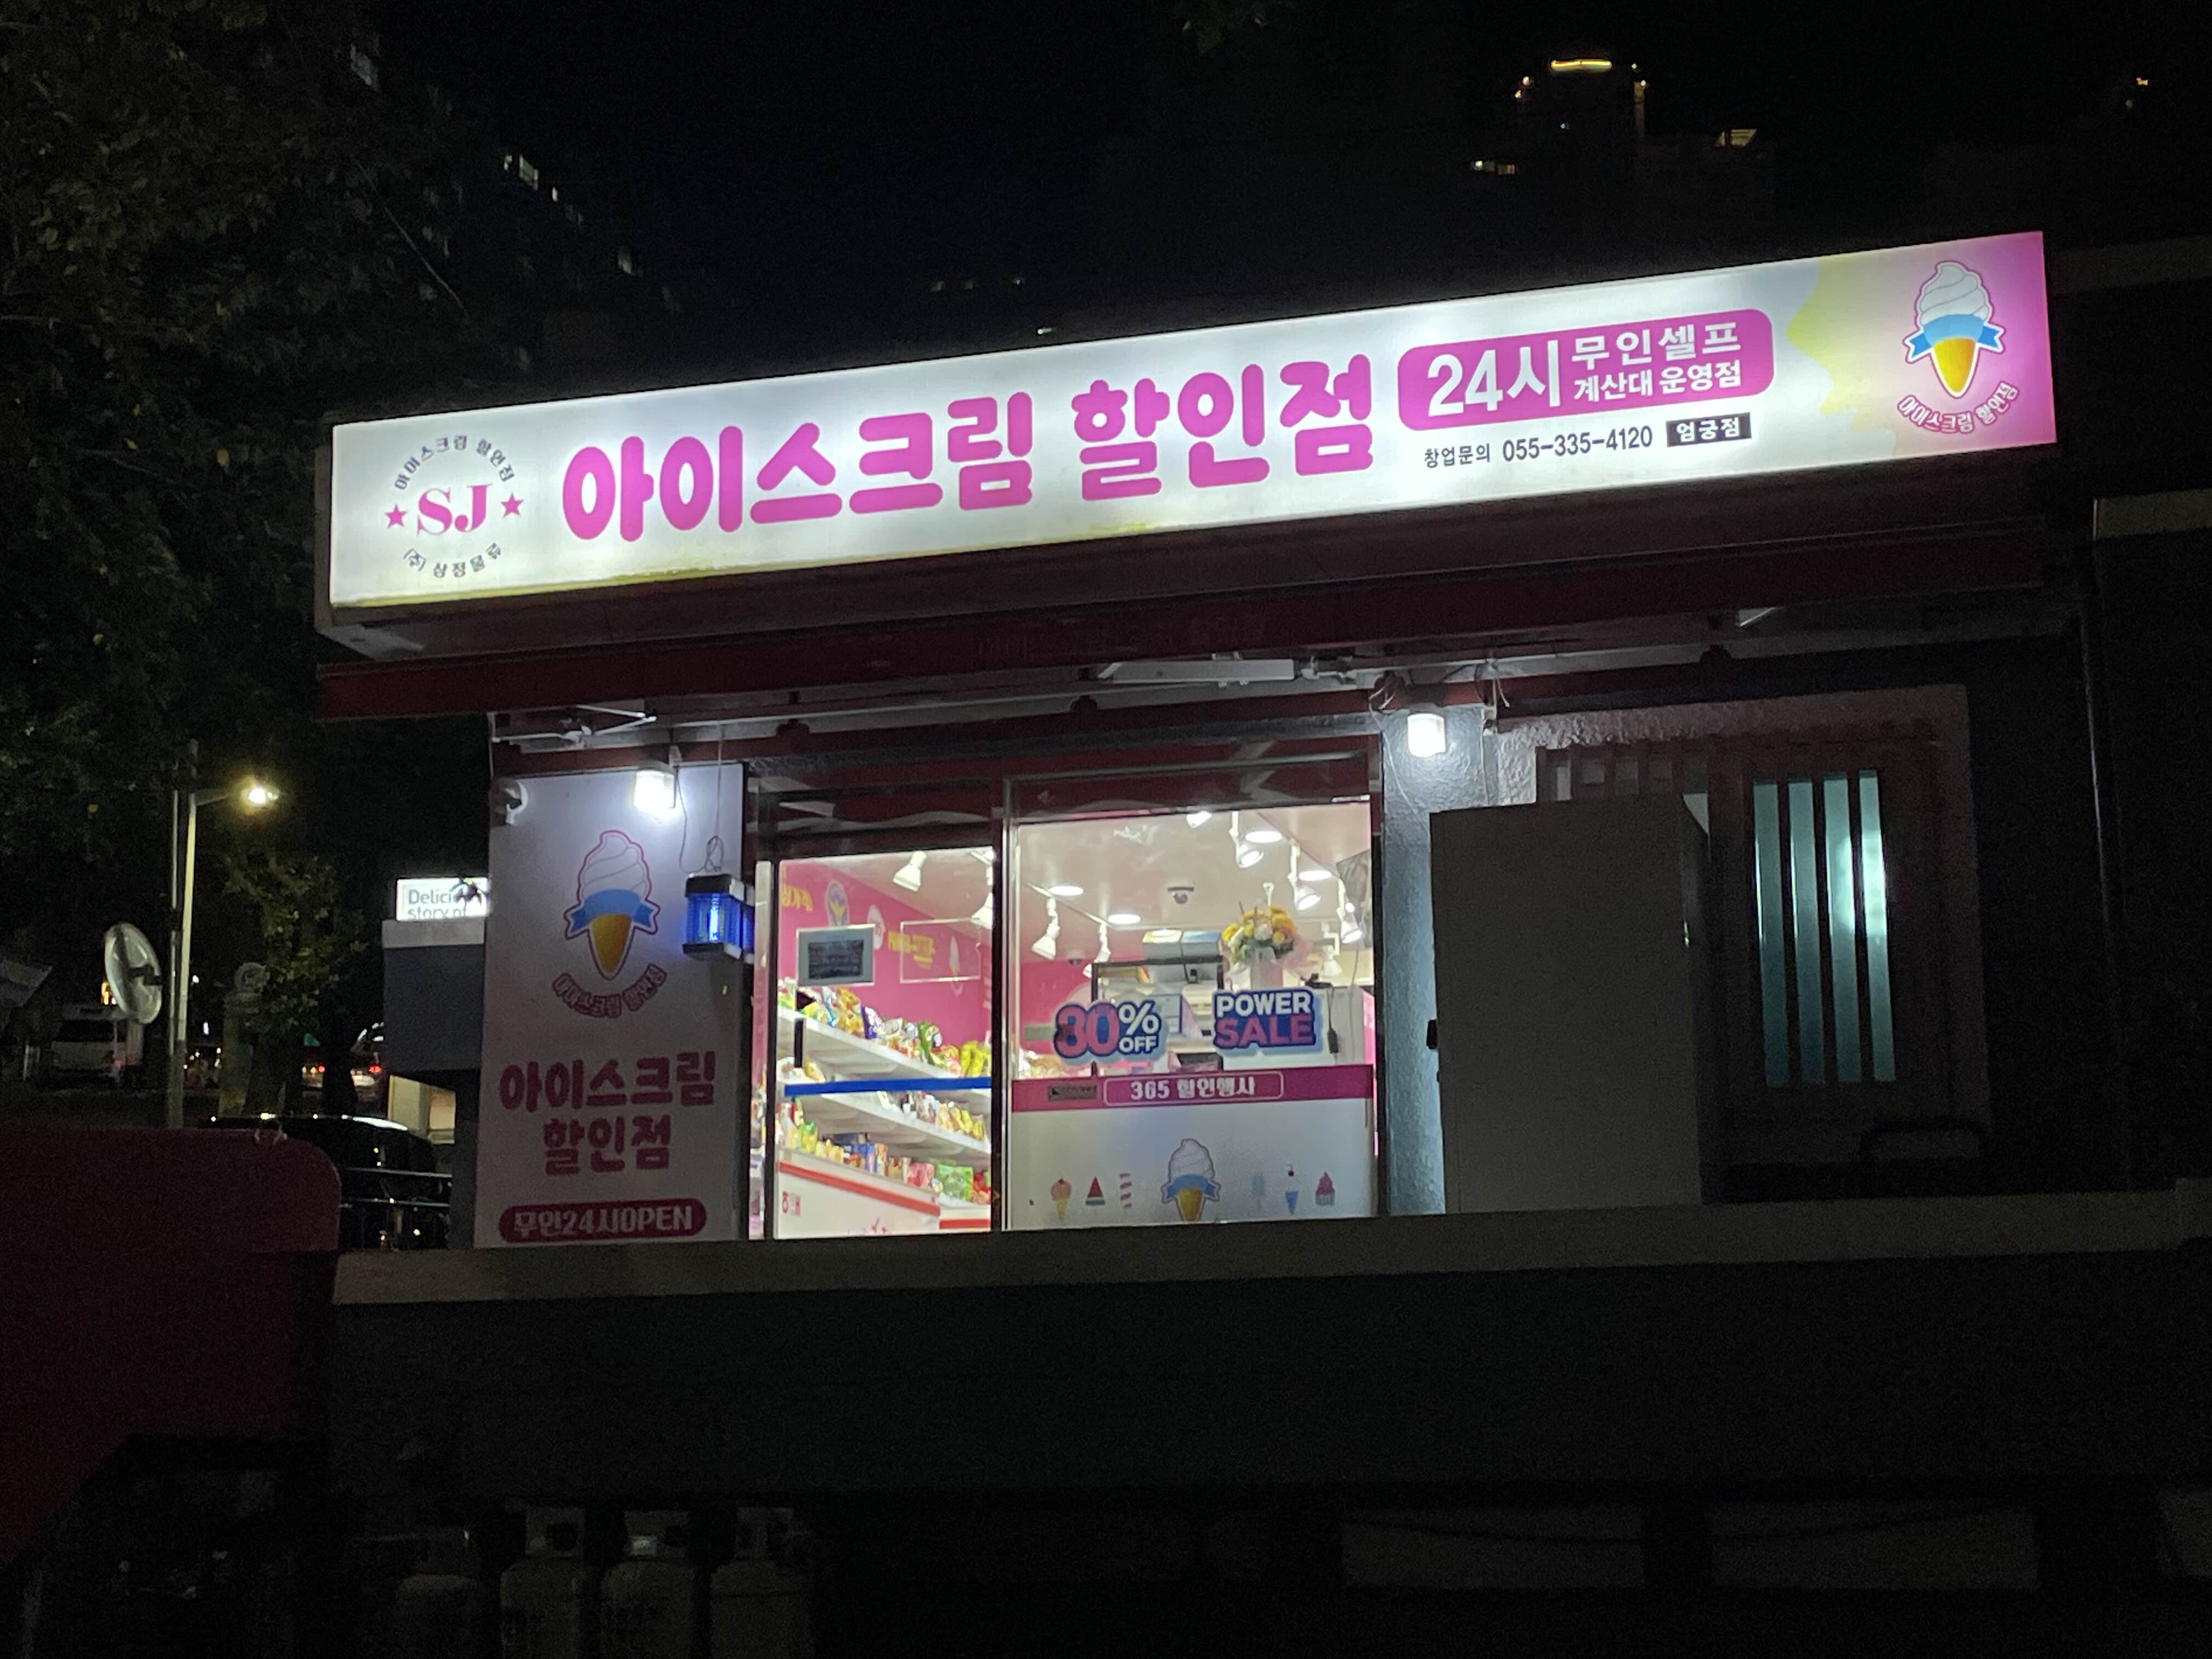 아이스크림 할인점
SJ
(주) 삼정물류
아이스크림 할인점
24시
무인셀프
계산대 운영점
창업문의 055-335-4120 엄궁점
아이스크림 할인점
Delici
story of
아이스크림 할인점
아이스크림
할인점
무인24시OPEN
30%
OFF
POWER
SALE
365 할인행사